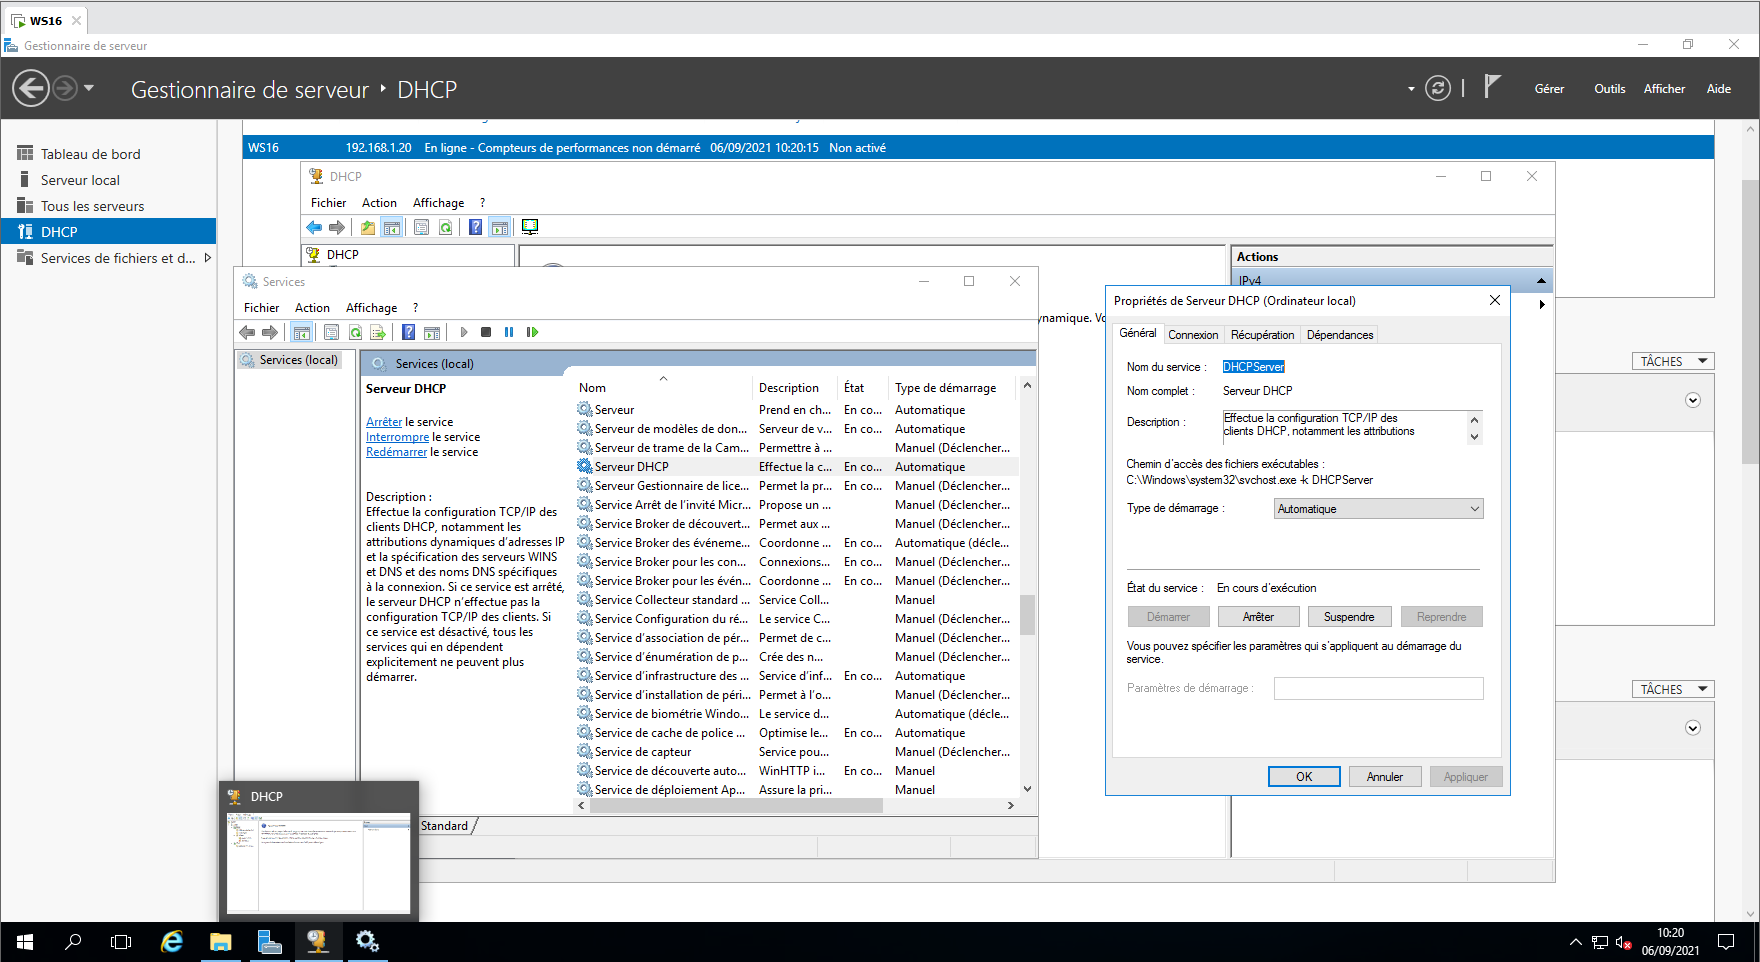 WS16
Gestionnaire de serveur
Gestionnaire de serveur ‣ DHCP
Gérer
Outils
Afficher
Aide
Tableau de bord
Serveur local
Tous les serveurs
DHCP
Services de fichiers et d...
WS16 192.168.1.20 En ligne - Compteurs de performances non démarré 06/09/2021 10:20:15 Non activé
DHCP
Fichier Action Affichage ?
DHCP
Actions
IPv4
ynamique. Vo
TÂCHES
TÂCHES
Services
Fichier Action Affichage ?
Services (local)
Services (local)
Serveur DHCP
Arrêter le service
Interrompre le service
Redémarrer le service
Description :
Effectue la configuration TCP/IP des
clients DHCP, notamment les
attributions dynamiques d'adresses IP
et la spécification des serveurs WINS
et DNS et des noms DNS spécifiques
à la connexion. Si ce service est arrêté,
le serveur DHCP n'effectue pas la
configuration TCP/IP des clients. Si
ce service est désactivé, tous les
services qui en dépendent
explicitement ne peuvent plus
démarrer.
Nom Description État Type de démarrage
Serveur Prend en ch... En co... Automatique
Serveur de modèles de don... Serveur de v... En co... Automatique
Serveur de trame de la Cam... Permettre à ... Manuel (Déclencher...
Serveur DHCP Effectue la c... En co... Automatique
Serveur Gestionnaire de lice... Permet la pr... En co... Manuel (Déclencher...
Service Arrêt de l'invité Micr... Propose un ... Manuel (Déclencher...
Service Broker de découvert... Permet aux ... Manuel (Déclencher...
Service Broker des événeme... Coordonne ... En co... Automatique (décle...
Service Broker pour les con... Connexions... En co... Manuel (Déclencher...
Service Broker pour les évén... Coordonne ... En co... Manuel (Déclencher...
Service Collecteur standard ... Service Coll... Manuel
Service Configuration du ré... Le service C... Manuel (Déclencher...
Service d'association de pér... Permet de c... Manuel (Déclencher...
Service d'énumération de p... Crée des n... Manuel (Déclencher...
Service d'infrastructure des ... Service d'inf... En co... Automatique
Service d'installation de péri... Permet à l'o... Manuel (Déclencher...
Service de biométrie Windo... Le service d... Automatique (décle...
Service de cache de police ... Optimise le... En co... Automatique
Service de capteur Service pou... Manuel (Déclencher...
Service de découverte auto... WinHTTP i... En co... Manuel
Service de déploiement Ap... Assure la pri... Manuel
Standard
Propriétés de Serveur DHCP (Ordinateur local)
Général Connexion Récupération Dépendances
Nom du service : DHCPServer
Nom complet : Serveur DHCP
Description : Effectue la configuration TCP/IP des
clients DHCP, notamment les attributions
Chemin d'accès des fichiers exécutables :
C:\Windows\system32\svchost.exe -k DHCPServer
Type de démarrage : Automatique
État du service : En cours d'exécution
Démarrer Arrêter Suspendre Reprendre
Vous pouvez spécifier les paramètres qui s'appliquent au démarrage du
service.
Paramètres de démarrage :
OK Annuler Appliquer
DHCP
10:20
06/09/2021